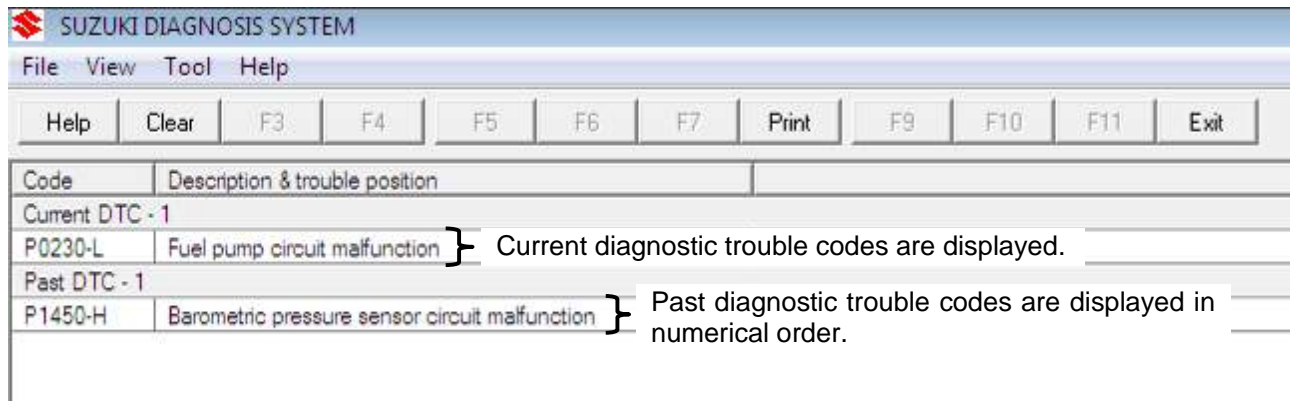 SUZUKI DIAGNOSIS SYSTEM
File View Tool Help
Help Clear F3 F4 F5 F6 F7 Print F9 F10 F11 Exit
Code Description & trouble position
Current DTC - 1
P0230-L Fuel pump circuit malfunction Current diagnostic trouble codes are displayed.
Past DTC - 1
P1450-H Barometric pressure sensor circuit malfunction Past diagnostic trouble codes are displayed in
numerical order.